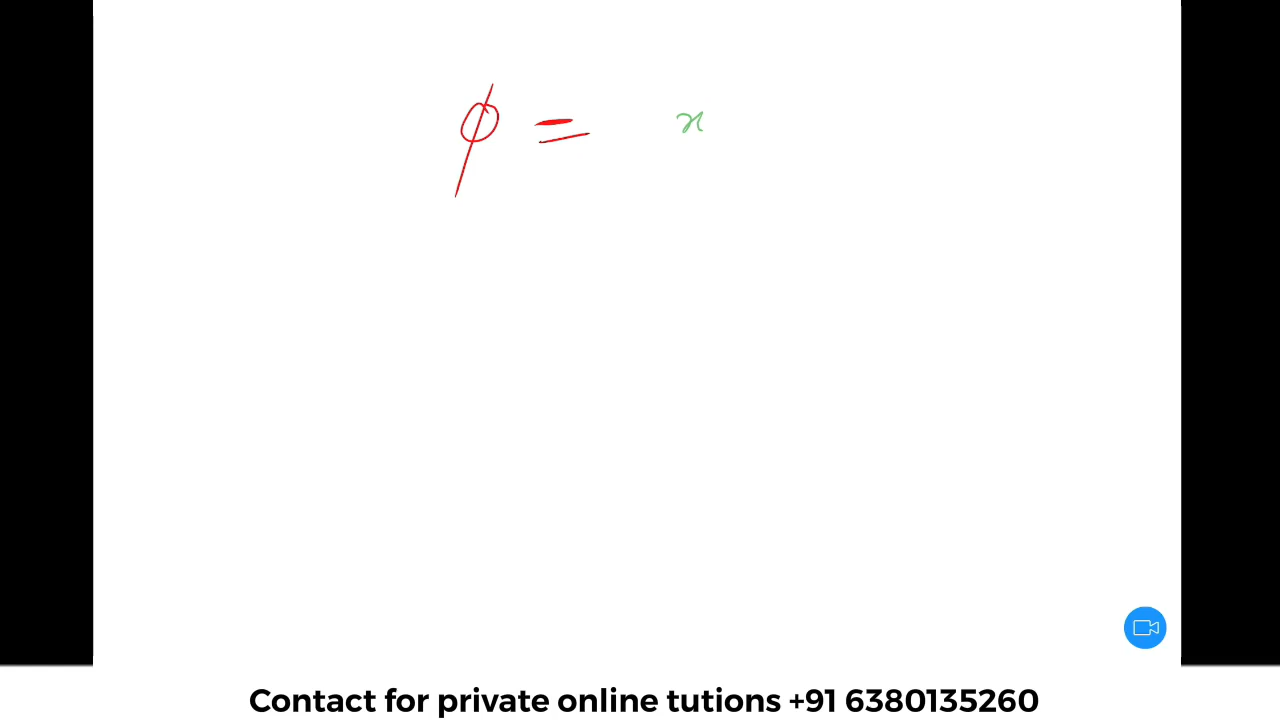 ϕ = x
Contact for private online tutions +91 6380135260